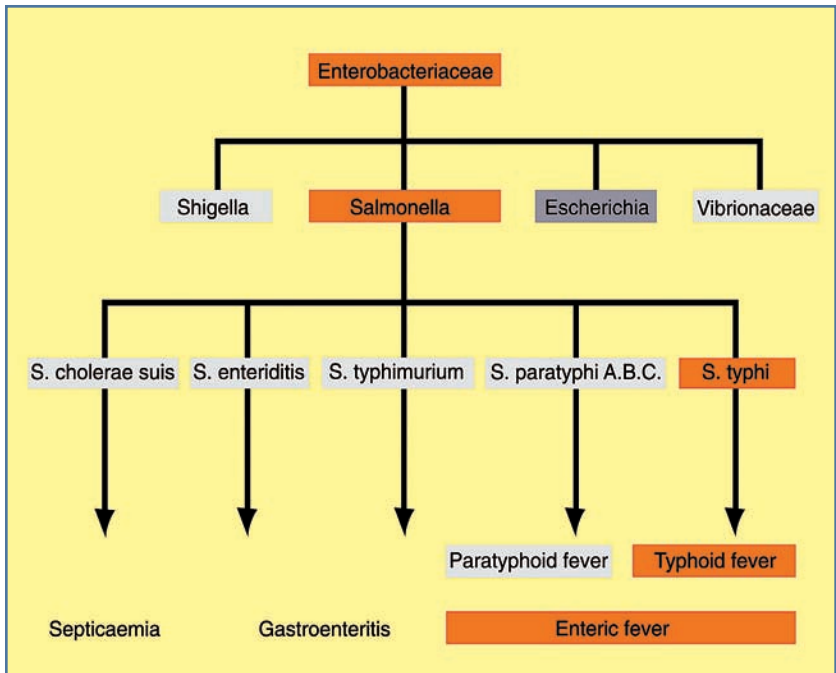 Enterobacteriaceae
Shigella
Salmonella
Escherichia
Vibrionaceae
S. cholerae suis
S. enteriditis
S. typhimurium
S. paratyphi A.B.C.
S. typhi
Paratyphoid fever
Typhoid fever
Septicaemia
Gastroenteritis
Enteric fever